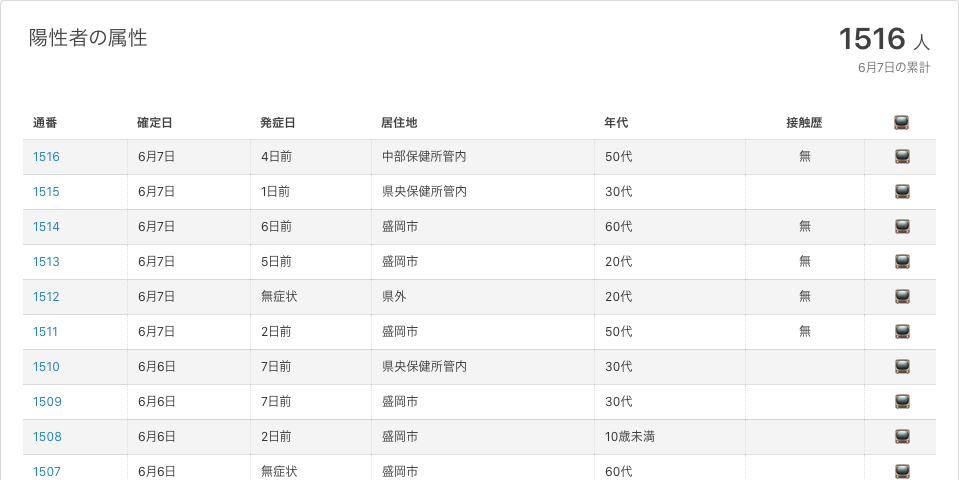 陽性者の属性
1516 人
6月7日の累計
通番 確定日 発症日 居住地 年代 接触歴
1516 6月7日 4日前 中部保健所管内 50代 無
1515 6月7日 1日前 県央保健所管内 30代
1514 6月7日 6日前 盛岡市 60代 無
1513 6月7日 5日前 盛岡市 20代 無
1512 6月7日 無症状 県外 20代 無
1511 6月7日 2日前 盛岡市 50代 無
1510 6月6日 7日前 県央保健所管内 30代
1509 6月6日 7日前 盛岡市 30代
1508 6月6日 2日前 盛岡市 10歳未満
1507 6月6日 無症状 盛岡市 60代